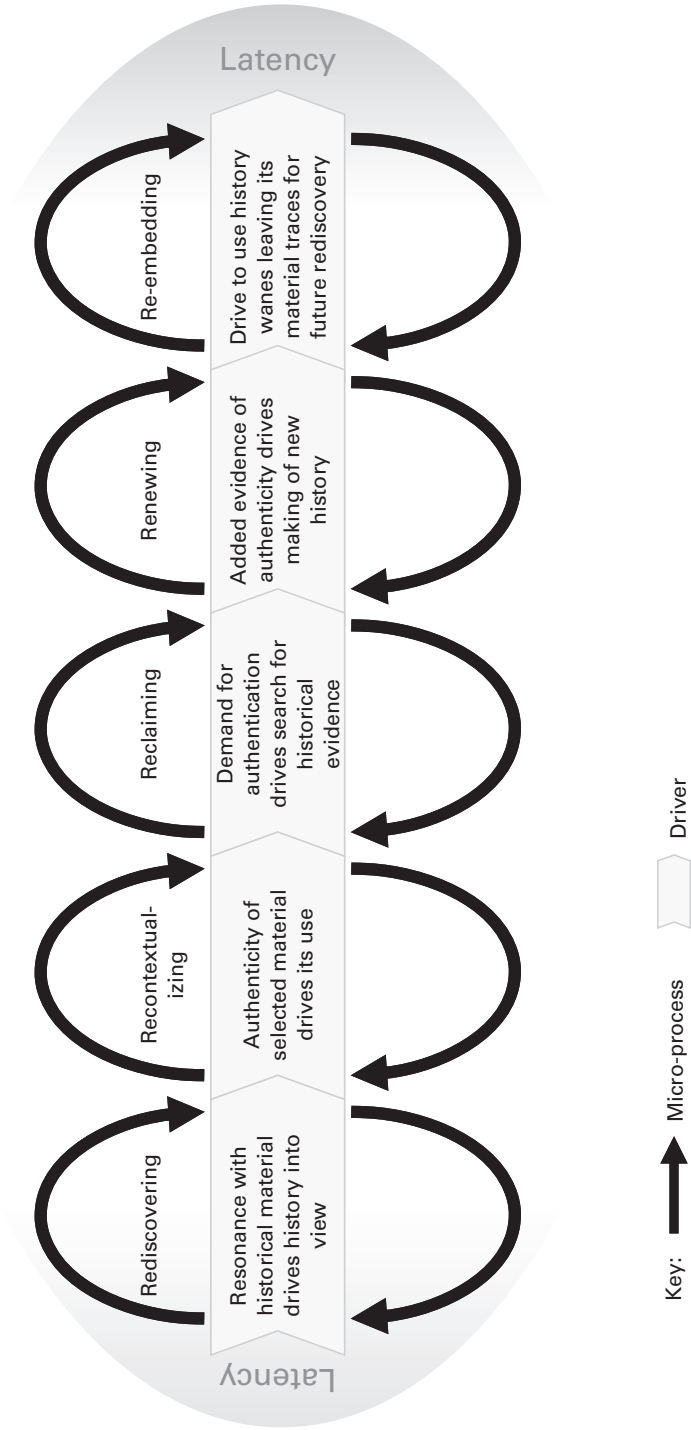 Latency
Rediscovering
Resonance with
historical material
drives history into
view
Recontextual-
izing
Authenticity of
selected material
drives its use
Reclaiming
Demand for
authentication
drives search for
historical
evidence
Renewing
Added evidence of
authenticity drives
making of new
history
Re-embedding
Drive to use history
wanes leaving its
material traces for
future rediscovery
Latency
Key:
Micro-process
Driver